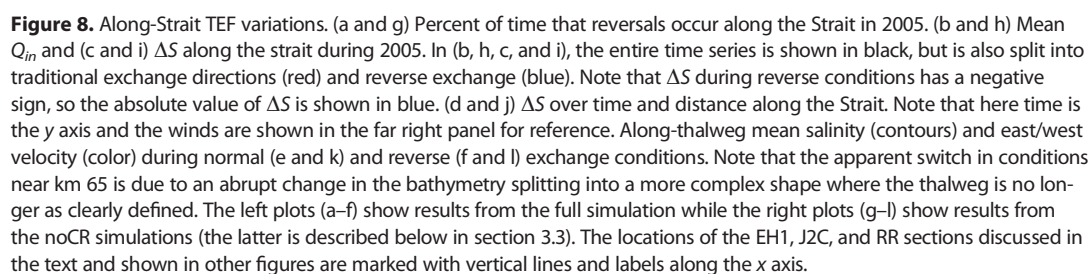 Figure 8. Along-Strait TEF variations. (a and g) Percent of time that reversals occur along the Strait in 2005. (b and h) Mean
Qin and (c and i) ΔS along the strait during 2005. In (b, h, c, and i), the entire time series is shown in black, but is also split into
traditional exchange directions (red) and reverse exchange (blue). Note that ΔS during reverse conditions has a negative
sign, so the absolute value of ΔS is shown in blue. (d and j) ΔS over time and distance along the Strait. Note that here time is
the y axis and the winds are shown in the far right panel for reference. Along-thalweg mean salinity (contours) and east/west
velocity (color) during normal (e and k) and reverse (f and l) exchange conditions. Note that the apparent switch in conditions
near km 65 is due to an abrupt change in the bathymetry splitting into a more complex shape where the thalweg is no lon-
ger as clearly defined. The left plots (a–f) show results from the full simulation while the right plots (g–l) show results from
the noCR simulations (the latter is described below in section 3.3). The locations of the EH1, J2C, and RR sections discussed in
the text and shown in other figures are marked with vertical lines and labels along the x axis.